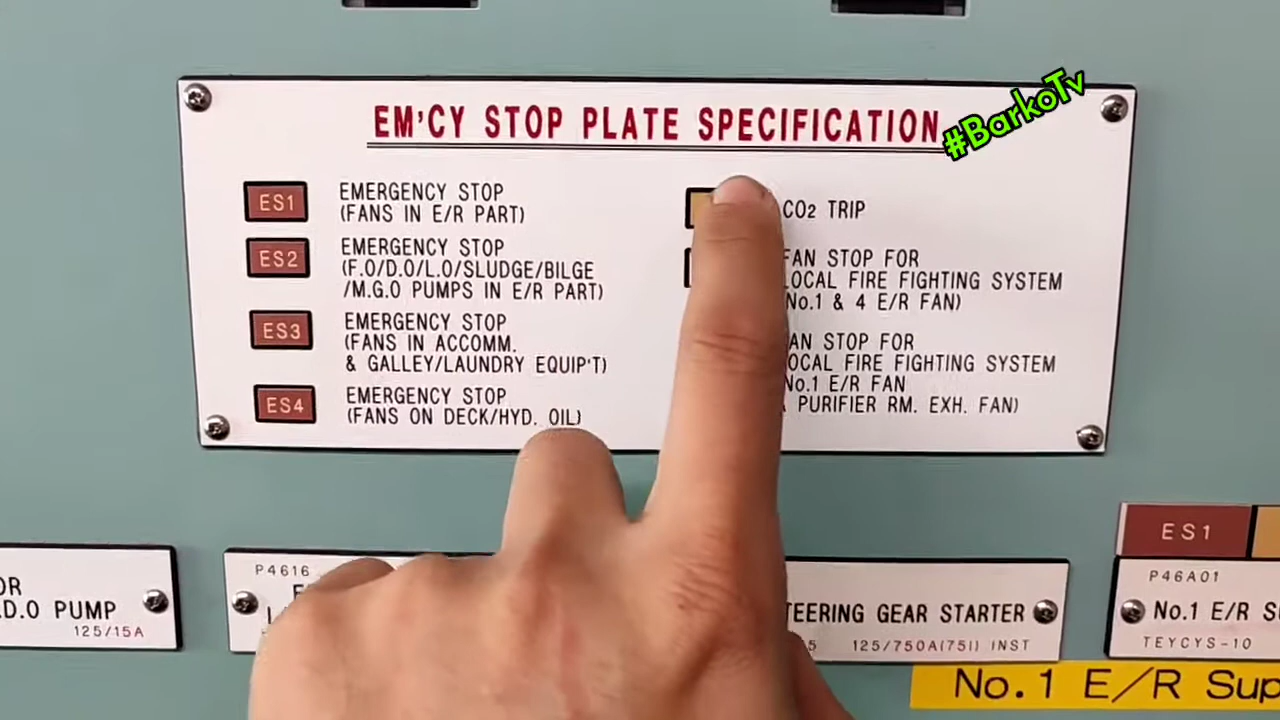 #BarkoTv
EM'CY STOP PLATE SPECIFICATION
ES1
EMERGENCY STOP
(FANS IN E/R PART)
ES2
EMERGENCY STOP
(F.O/D.O/L.O/SLUDGE/BILGE
/M.G.O PUMPS IN E/R PART)
ES3
EMERGENCY STOP
(FANS IN ACCOMM.
& GALLEY/LAUNDRY EQUIP'T)
ES4
EMERGENCY STOP
(FANS ON DECK/HYD. OIL)
CO2 TRIP
FAN STOP FOR
LOCAL FIRE FIGHTING SYSTEM
No.1 & 4 E/R FAN)
AN STOP FOR
OCAL FIRE FIGHTING SYSTEM
No.1 E/R FAN
PURIFIER RM. EXH. FAN)
OR
.D.O PUMP
125/15A
P4616
TEERING GEAR STARTER
125/750A(75I) INST
ES1
P46A01
No.1 E/R
TEYCYS-10
No.1 E/R Sup